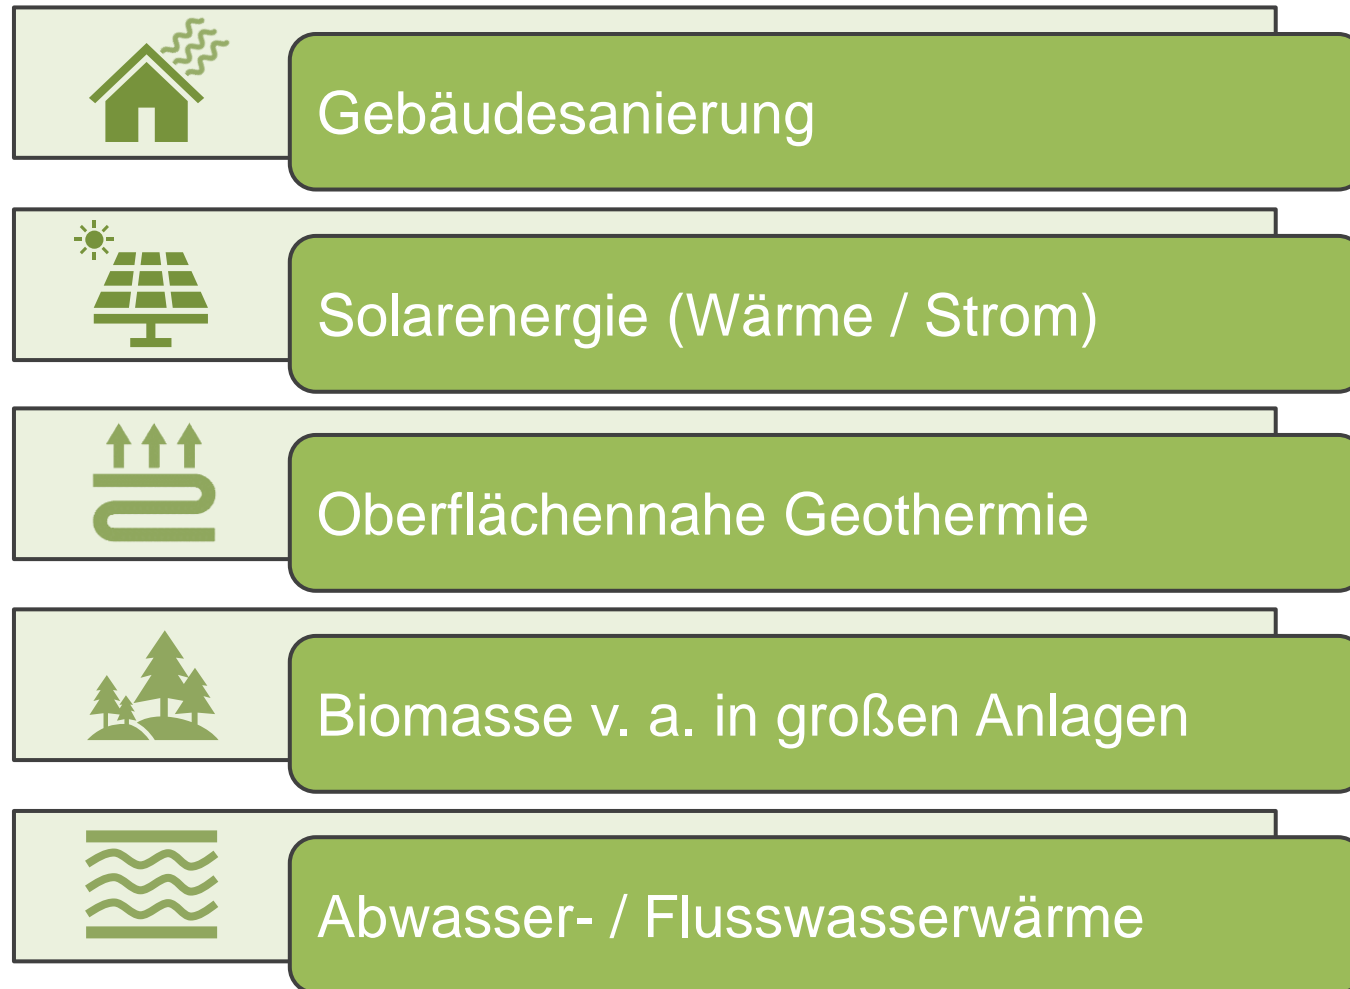 Gebäudesanierung
Solarenergie (Wärme / Strom)
Oberflächennahe Geothermie
Biomasse v. a. in großen Anlagen
Abwasser- / Flusswasserwärme